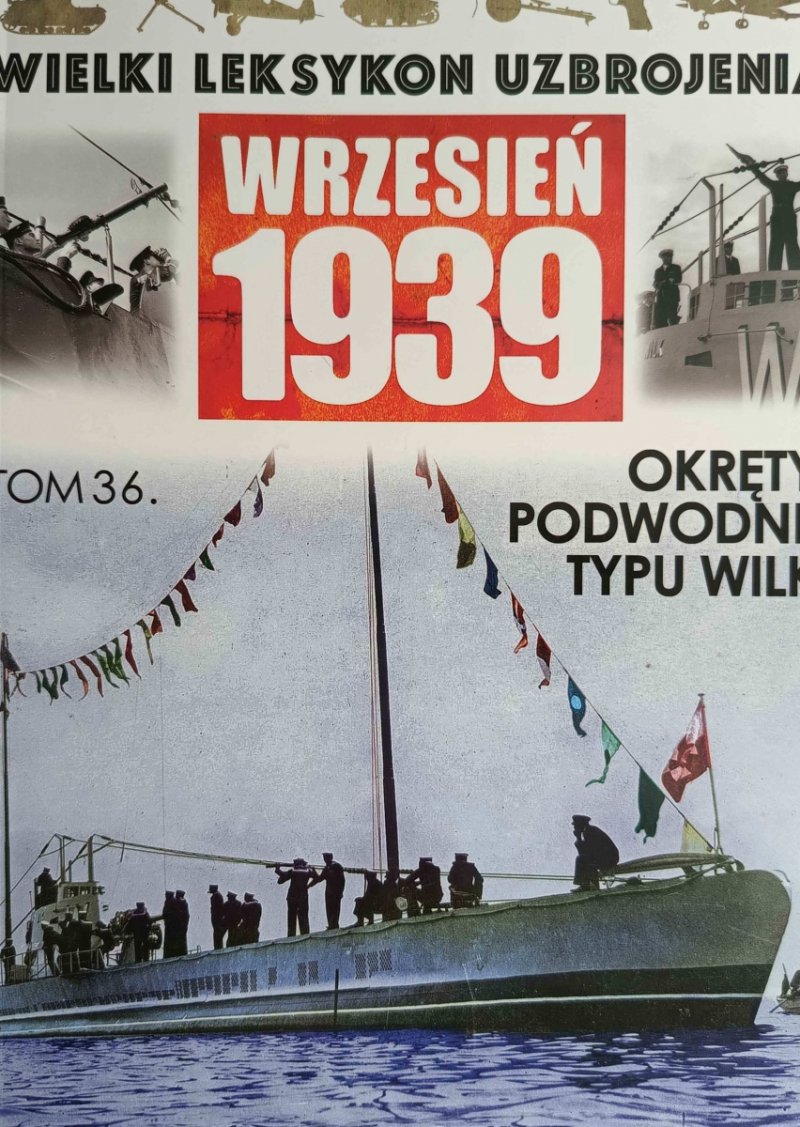 WIELKI LEKSYKON UZBROJENIA
WRZESIEŃ
1939
TOM 36.
OKRĘTY
PODWODNE
TYPU WILK